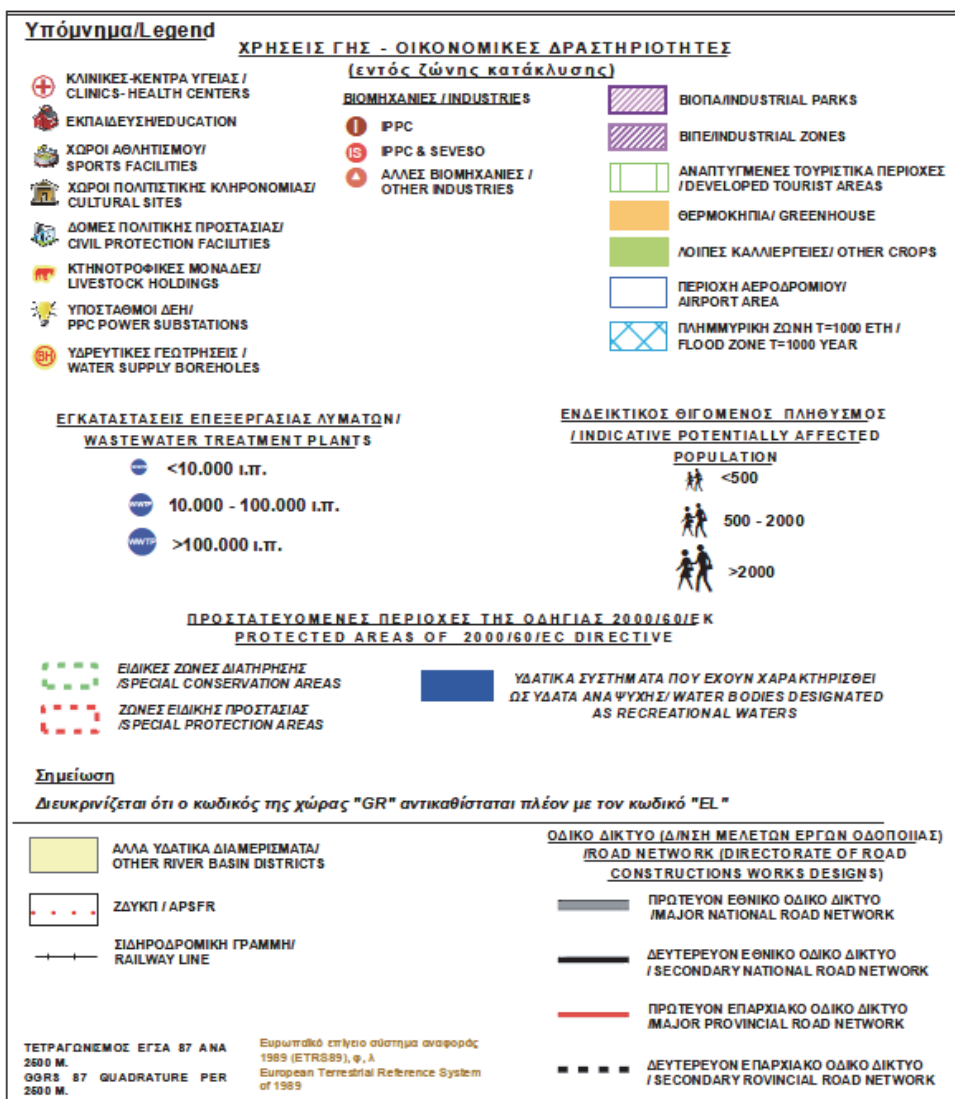 Υπόμνημα/Legend
ΧΡΗΣΕΙΣ ΓΗΣ - ΟΙΚΟΝΟΜΙΚΕΣ ΔΡΑΣΤΗΡΙΟΤΗΤΕΣ
(εντός ζώνης κατάκλυσης)
ΚΛΙΝΙΚΕΣ-ΚΕΝΤΡΑ ΥΓΕΙΑΣ /
CLINICS- HEALTH CENTERS
ΕΚΠΑΙΔΕΥΣΗ/EDUCATION
ΧΩΡΟΙ ΑΘΛΗΤΙΣΜΟΥ/
SPORTS FACILITIES
ΧΩΡΟΙ ΠΟΛΙΤΙΣΤΙΚΗΣ ΚΛΗΡΟΝΟΜΙΑΣ/
CULTURAL SITES
ΔΟΜΕΣ ΠΟΛΙΤΙΚΗΣ ΠΡΟΣΤΑΣΙΑΣ/
CIVIL PROTECTION FACILITIES
ΚΤΗΝΟΤΡΟΦΙΚΕΣ ΜΟΝΑΔΕΣ/
LIVESTOCK HOLDINGS
ΥΠΟΣΤΑΘΜΟΙ ΔΕΗ/
PPC POWER SUBSTATIONS
BH
ΥΔΡΕΥΤΙΚΕΣ ΓΕΩΤΡΗΣΕΙΣ /
WATER SUPPLY BOREHOLES
ΒΙΟΜΗΧΑΝΙΕΣ / INDUSTRIES
I
IPPC
IS
IPPC & SEVESO
ΑΛΛΕΣ ΒΙΟΜΗΧΑΝΙΕΣ /
OTHER INDUSTRIES
ΒΙΟΠΑ/INDUSTRIAL PARKS
ΒΙΠΕ/INDUSTRIAL ZONES
ΑΝΑΠΤΥΓΜΕΝΕΣ ΤΟΥΡΙΣΤΙΚΑ ΠΕΡΙΟΧΕΣ
/DEVELOPED TOURIST AREAS
ΘΕΡΜΟΚΗΠΙΑ/ GREENHOUSE
ΛΟΙΠΕΣ ΚΑΛΛΙΕΡΓΕΙΕΣ/ OTHER CROPS
ΠΕΡΙΟΧΗ ΑΕΡΟΔΡΟΜΙΟΥ/
AIRPORT AREA
ΠΛΗΜΜΥΡΙΚΗ ΖΩΝΗ T=1000 ΕΤΗ /
FLOOD ZONE T=1000 YEAR
ΕΓΚΑΤΑΣΤΑΣΕΙΣ ΕΠΕΞΕΡΓΑΣΙΑΣ ΛΥΜΑΤΩΝ/
WASTEWATER TREATMENT PLANTS
<10.000 ι.π.
WWTP
10.000 - 100.000 ι.π.
WWTP
>100.000 ι.π.
ΕΝΔΕΙΚΤΙΚΟΣ ΘΙΓΟΜΕΝΟΣ ΠΛΗΘΥΣΜΟΣ
/ INDICATIVE POTENTIALLY AFFECTED
POPULATION
<500
500 - 2000
>2000
ΠΡΟΣΤΑΤΕΥΟΜΕΝΕΣ ΠΕΡΙΟΧΕΣ ΤΗΣ ΟΔΗΓΙΑΣ 2000/60/ΕΚ
PROTECTED AREAS OF 2000/60/EC DIRECTIVE
ΕΙΔΙΚΕΣ ΖΩΝΕΣ ΔΙΑΤΗΡΗΣΗΣ
/SPECIAL CONSERVATION AREAS
ΖΩΝΕΣ ΕΙΔΙΚΗΣ ΠΡΟΣΤΑΣΙΑΣ
/SPECIAL PROTECTION AREAS
ΥΔΑΤΙΚΑ ΣΥΣΤΗΜΑΤΑ ΠΟΥ ΕΧΟΥΝ ΧΑΡΑΚΤΗΡΙΣΘΕΙ
ΩΣ ΥΔΑΤΑ ΑΝΑΨΥΧΗΣ/ WATER BODIES DESIGNATED
AS RECREATIONAL WATERS
Σημείωση
Διευκρινίζεται ότι ο κωδικός της χώρας "GR" αντικαθίσταται πλέον με τον κωδικό "EL"
ΑΛΛΑ ΥΔΑΤΙΚΑ ΔΙΑΜΕΡΙΣΜΑΤΑ/
OTHER RIVER BASIN DISTRICTS
ΖΔΥΚΠ / APSFR
ΣΙΔΗΡΟΔΡΟΜΙΚΗ ΓΡΑΜΜΗ/
RAILWAY LINE
ΟΔΙΚΟ ΔΙΚΤΥΟ (Δ/ΝΣΗ ΜΕΛΕΤΩΝ ΕΡΓΩΝ ΟΔΟΠΟΙΙΑΣ)
/ROAD NETWORK (DIRECTORATE OF ROAD
CONSTRUCTIONS WORKS DESIGNS)
ΠΡΩΤΕΥΟΝ ΕΘΝΙΚΟ ΟΔΙΚΟ ΔΙΚΤΥΟ
/MAJOR NATIONAL ROAD NETWORK
ΔΕΥΤΕΡΕΥΟΝ ΕΘΝΙΚΟ ΟΔΙΚΟ ΔΙΚΤΥΟ
/ SECONDARY NATIONAL ROAD NETWORK
ΠΡΩΤΕΥΟΝ ΕΠΑΡΧΙΑΚΟ ΟΔΙΚΟ ΔΙΚΤΥΟ
/MAJOR PROVINCIAL ROAD NETWORK
ΔΕΥΤΕΡΕΥΟΝ ΕΠΑΡΧΙΑΚΟ ΟΔΙΚΟ ΔΙΚΤΥΟ
/ SECONDARY ROVINCIAL ROAD NETWORK
ΤΕΤΡΑΓΩΝΙΣΜΟΣ ΕΓΣΑ 87 ΑΝΑ
2500 Μ.
GGRS 87 QUADRATURE PER
2500 M.
Ευρωπαϊκό επίγειο σύστημα αναφοράς
1989 (ETRS89), φ, λ
European Terrestrial Reference System
of 1989